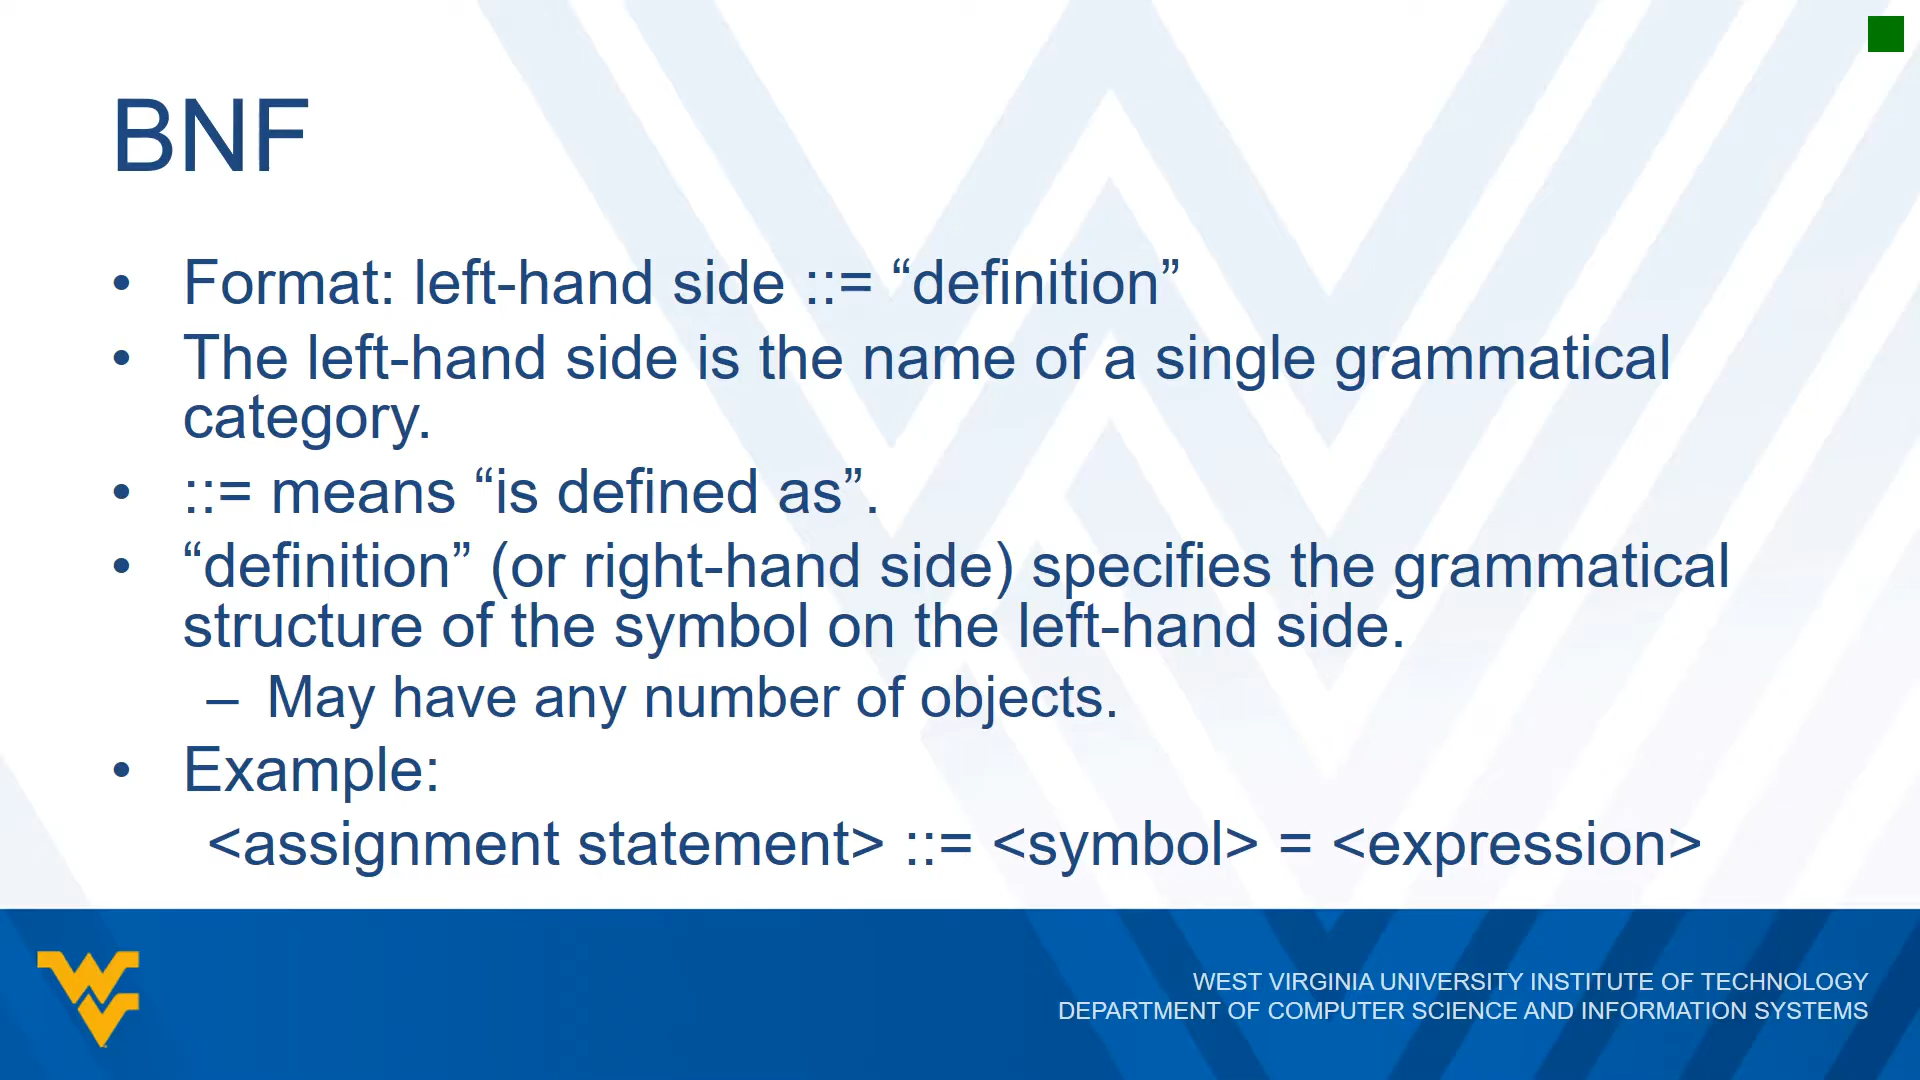 BNF
• Format: left-hand side ::= “definition”
• The left-hand side is the name of a single grammatical
category.
• ::= means “is defined as”.
• “definition” (or right-hand side) specifies the grammatical
structure of the symbol on the left-hand side.
– May have any number of objects.
• Example:
<assignment statement> ::= <symbol> = <expression>
WEST VIRGINIA UNIVERSITY INSTITUTE OF TECHNOLOGY
DEPARTMENT OF COMPUTER SCIENCE AND INFORMATION SYSTEMS